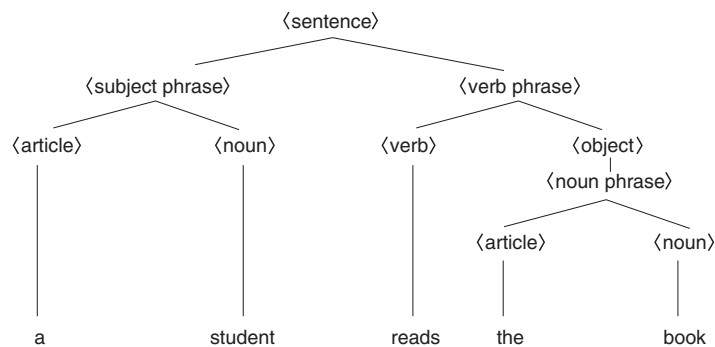 ⟨sentence⟩
⟨subject phrase⟩ ⟨verb phrase⟩
⟨article⟩ ⟨noun⟩ ⟨verb⟩ ⟨object⟩
⟨noun phrase⟩
⟨article⟩ ⟨noun⟩
a student reads the book